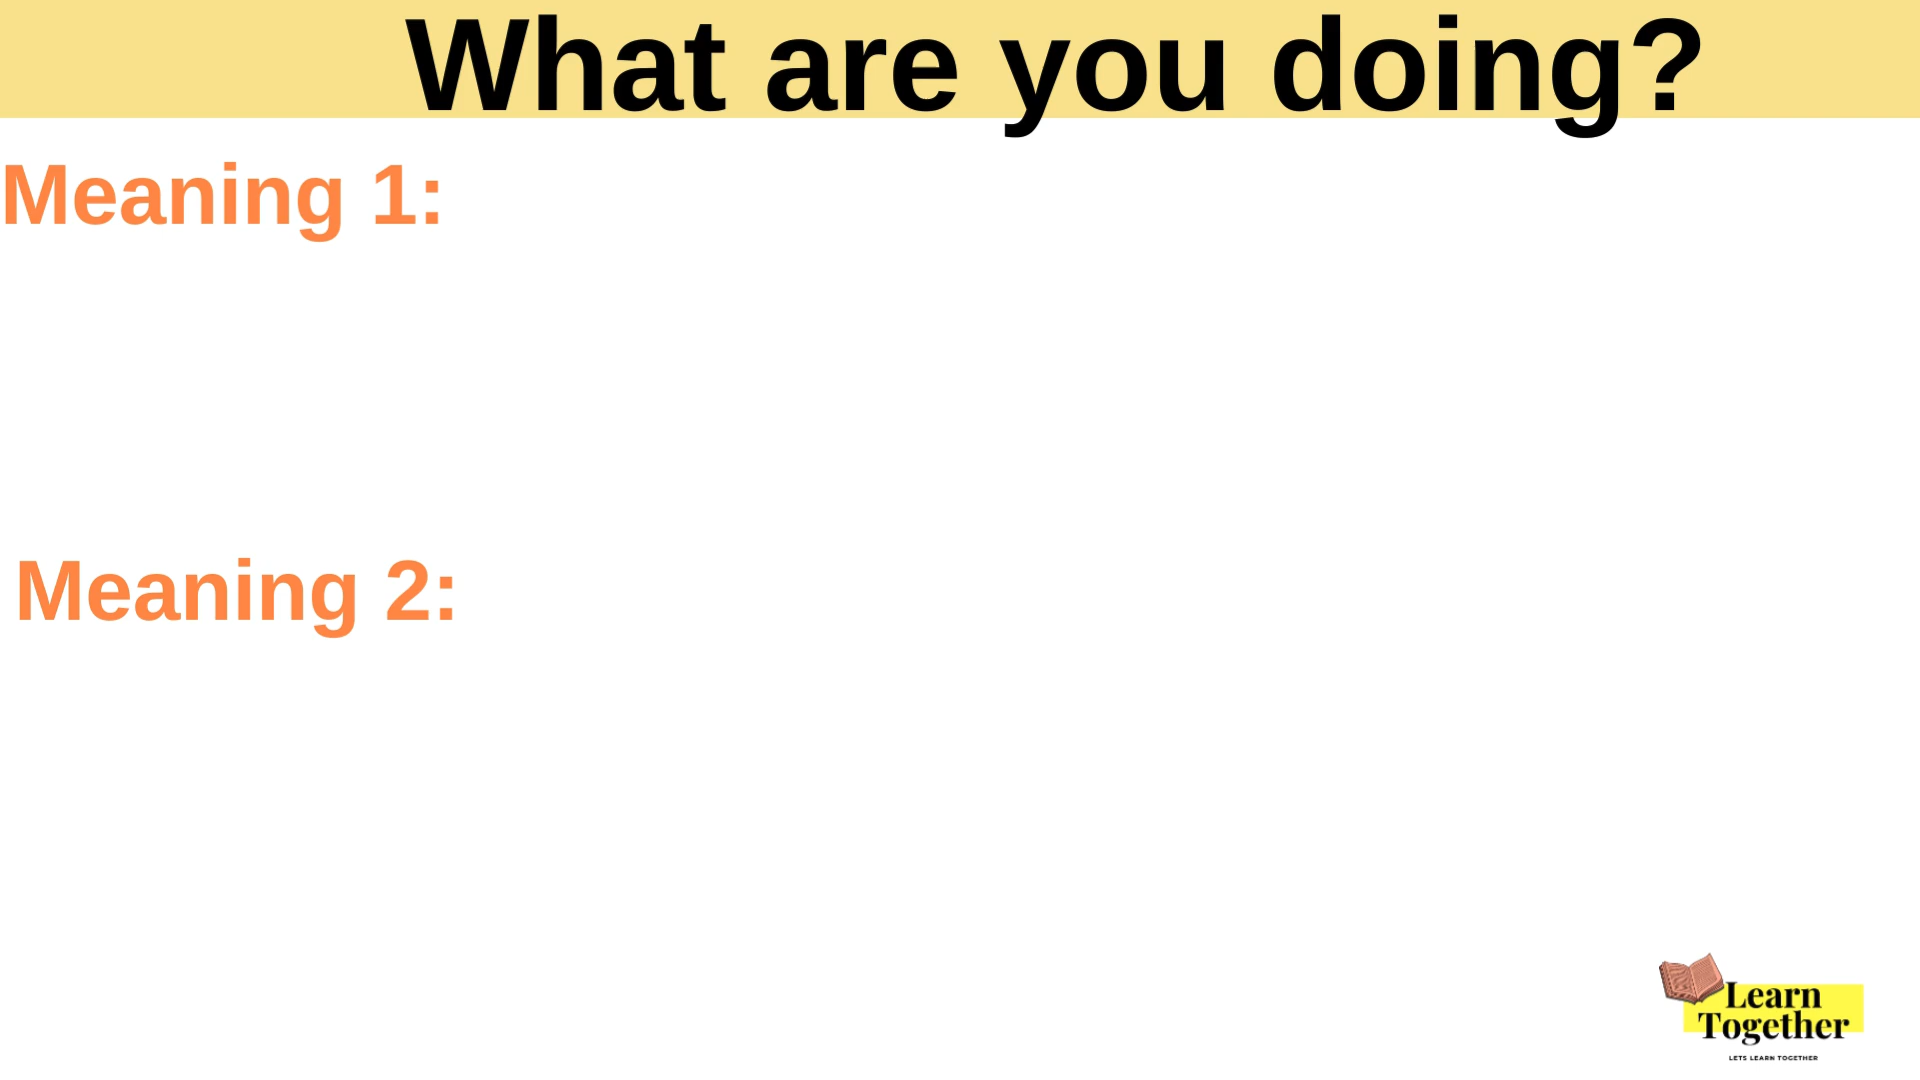 What are you doing?
Meaning 1:
Meaning 2:
Learn
Together
LETS LEARN TOGETHER